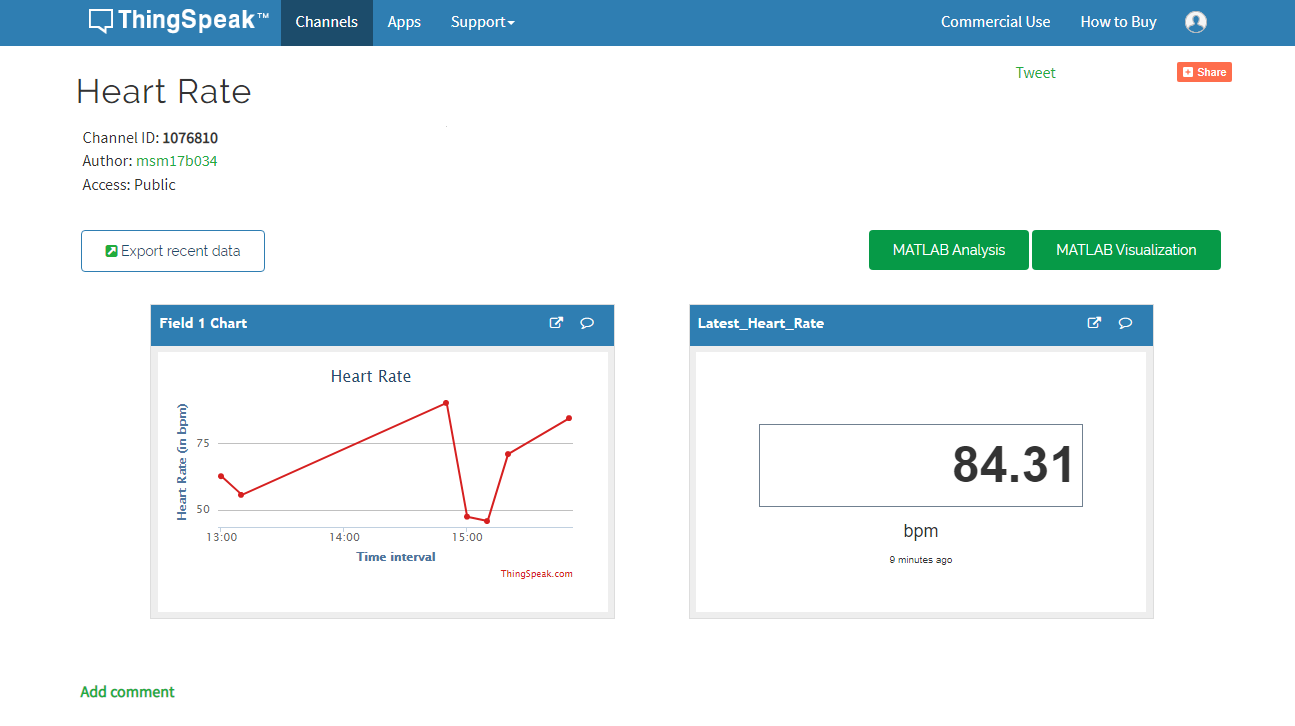 ThingSpeak™ Channels Apps Support Commercial Use How to Buy
Tweet Share
Heart Rate
Channel ID: 1076810
Author: msm17b034
Access: Public
Export recent data MATLAB Analysis MATLAB Visualization
Field 1 Chart
Heart Rate
Heart Rate (in bpm)
75
50
13:00 14:00 15:00
Time interval
ThingSpeak.com
Latest_Heart_Rate
84.31
bpm
9 minutes ago
Add comment